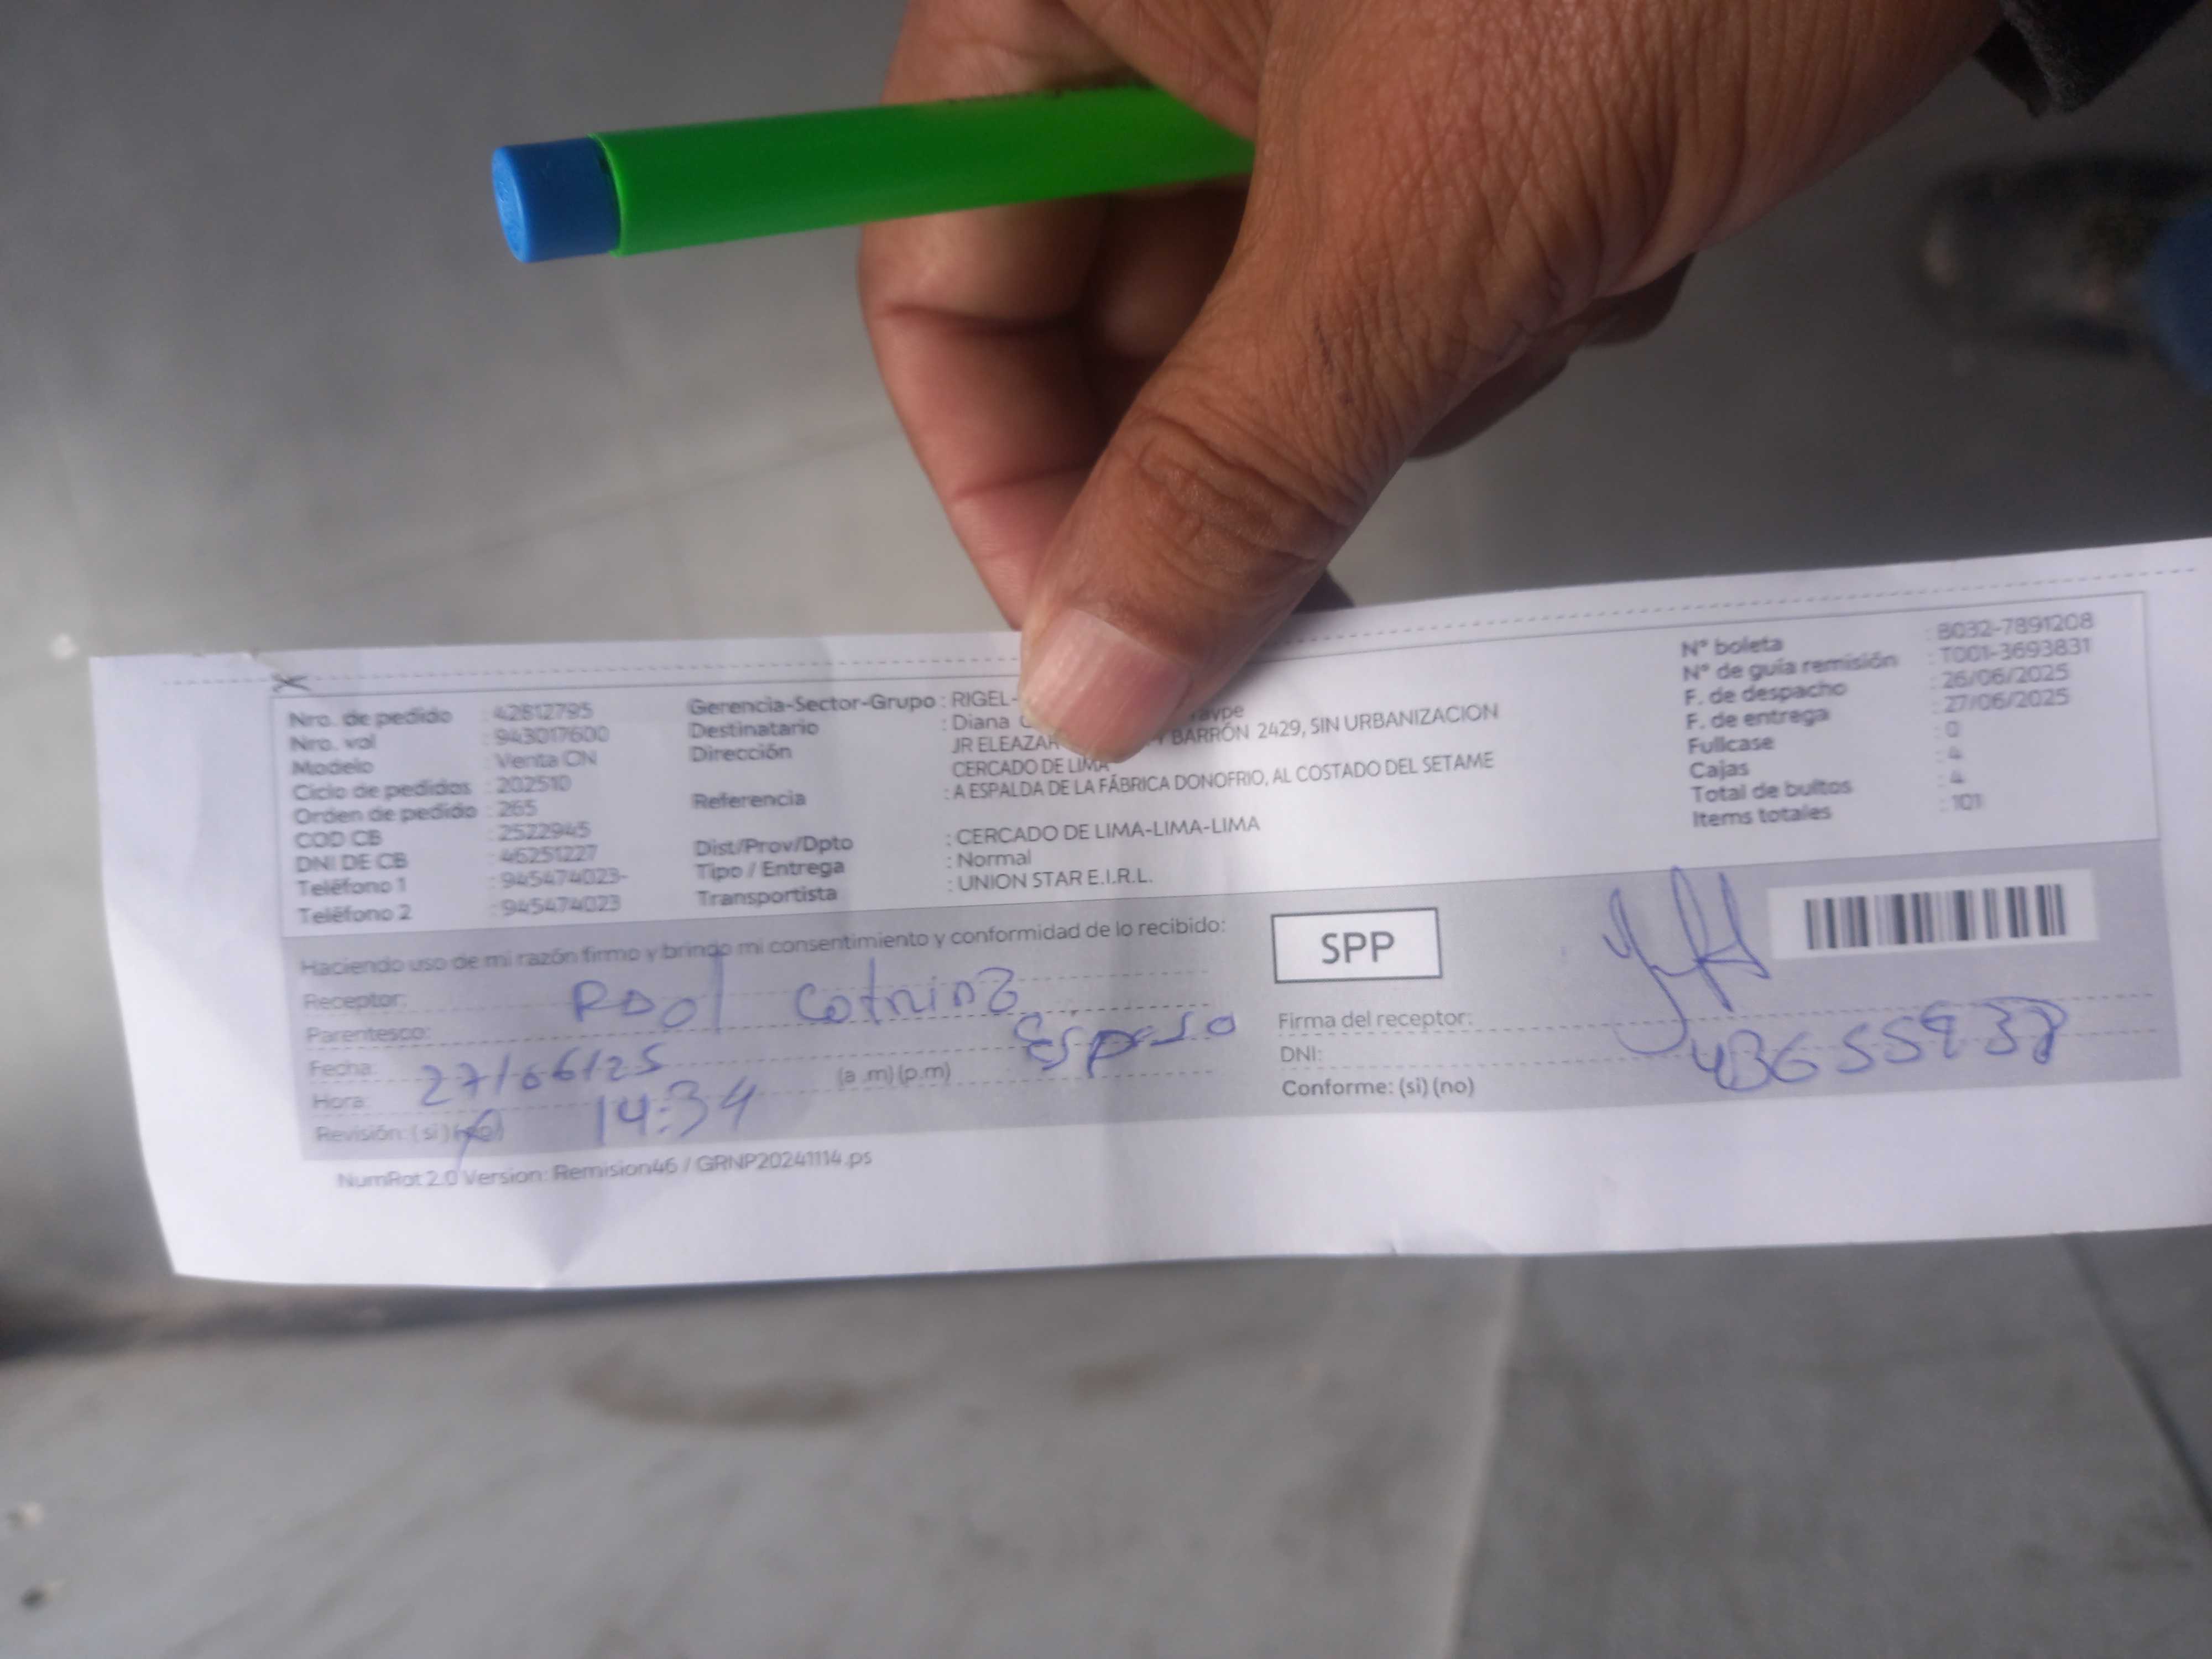 Nro. de pedido : 42812795
Nro. vol : 943017600
Modelo : Venta ON
Ciclo de pedidos : 202510
Orden de pedido : 265
COD CB : 2522945
DNI DE CB : 46251227
Teléfono 1 : 945474023-
Teléfono 2 : 945474023
Gerencia-Sector-Grupo : RIGEL-
Destinatario : Diana
Dirección JR ELEAZAR BARRÓN 2429, SIN URBANIZACION
CERCADO DE LIMA
Referencia : A ESPALDA DE LA FÁBRICA DONOFRIO, AL COSTADO DEL SETAME
Dist/Prov/Dpto : CERCADO DE LIMA-LIMA-LIMA
Tipo / Entrega : Normal
Transportista : UNION STAR E.I.R.L.
N° boleta : B032-7891208
N° de guía remisión : T001-3693831
F. de despacho : 26/06/2025
F. de entrega : 27/06/2025
Fullcase : 0
Cajas : 4
Total de bultos : 4
Items totales : 101
Haciendo uso de mi razón firmo y brindo mi consentimiento y conformidad de lo recibido:
Receptor: Cotrina
Parentesco: Esposo
Fecha: 27/06/25
Hora: 14:34 (a .m) (p.m)
Revisión: ( si ) (no)
SPP
Firma del receptor:
DNI: 43655938
Conforme: (si) (no)
NumRot 2.0 Version: Remision46 / GRNP20241114.ps